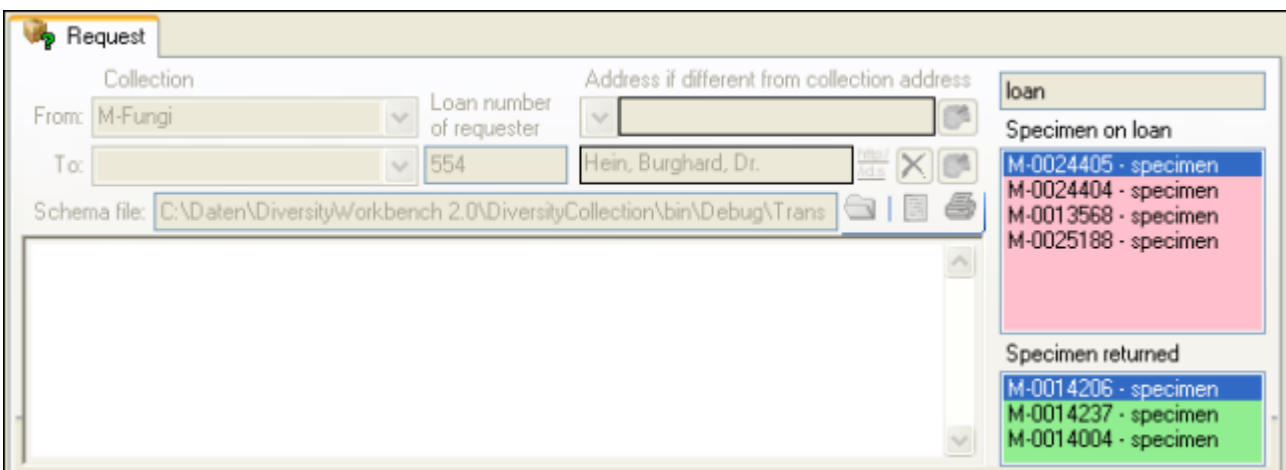 Request
Collection
Address if different from collection address
From:
M-Fungi
Loan number
of requester
To:
554
Hein, Burghard, Dr.
http:/
/d.s
Schema file:
C:\Daten\DiversityWorkbench 2.0\DiversityCollection\bin\Debug\Trans
loan
Specimen on loan
M-0024405 - specimen
M-0024404 - specimen
M-0013568 - specimen
M-0025188 - specimen
Specimen returned
M-0014206 - specimen
M-0014237 - specimen
M-0014004 - specimen